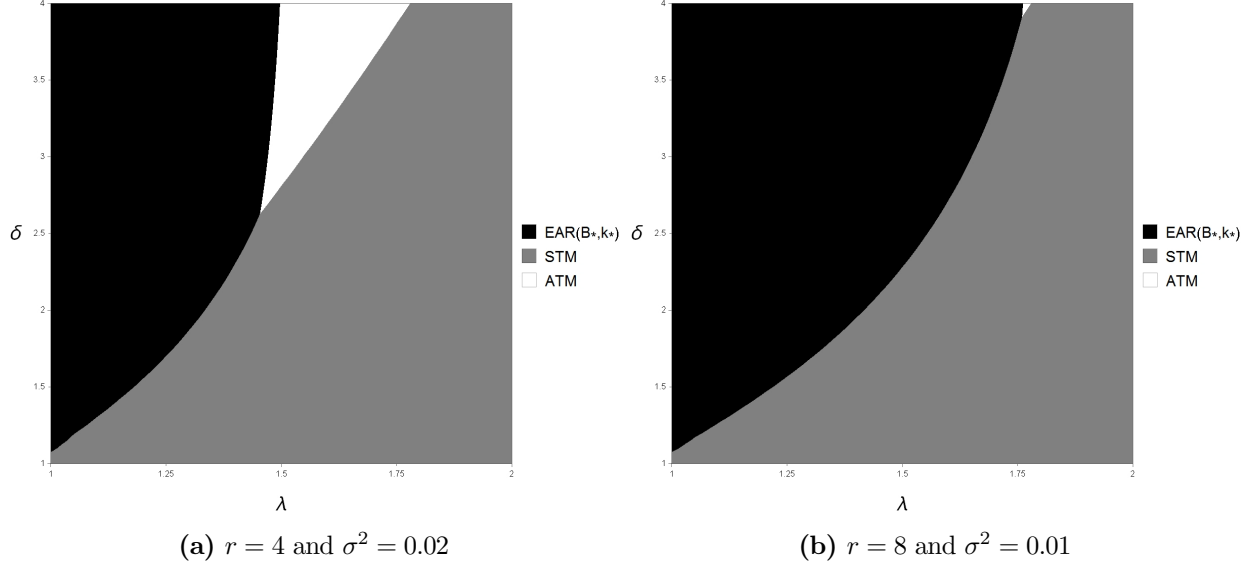 4
3.5
3
δ
2.5
2
1.5
1
1
1.25
1.5
1.75
2
λ
EAR(B*,k*)
STM
ATM
(a) r = 4 and σ² = 0.02
4
3.5
3
δ
2.5
2
1.5
1
1
1.25
1.5
1.75
2
λ
EAR(B*,k*)
STM
ATM
(b) r = 8 and σ² = 0.01